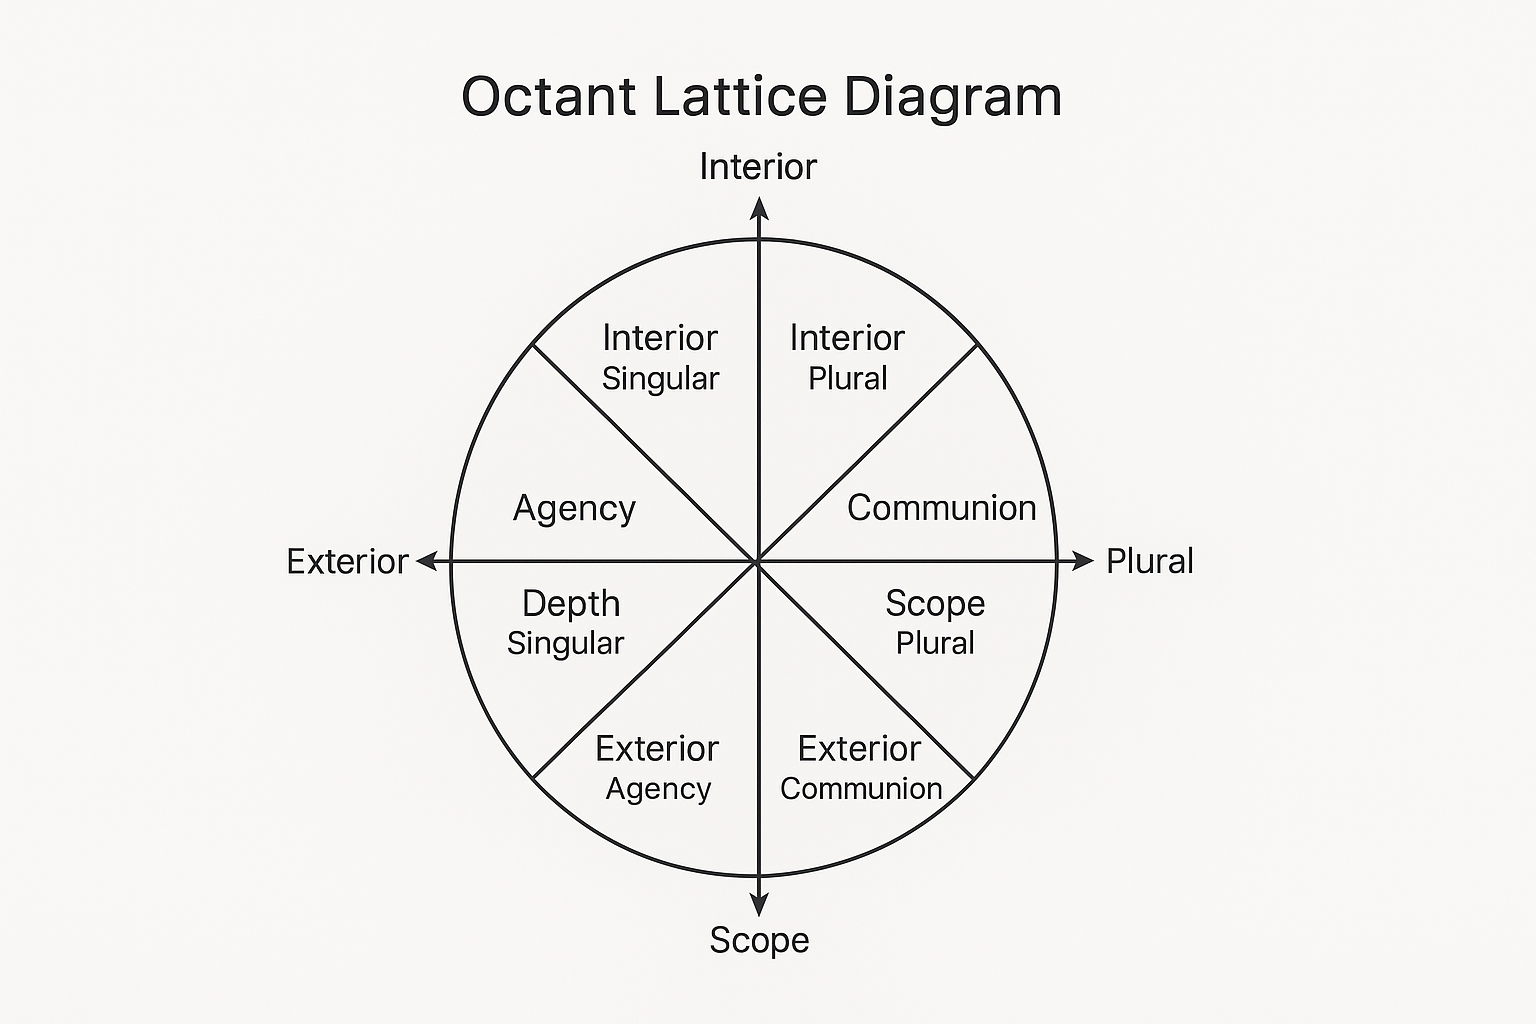 Octant Lattice Diagram
Interior
Interior
Singular
Interior
Plural
Agency
Communion
Exterior
Plural
Depth
Singular
Scope
Plural
Exterior
Agency
Exterior
Communion
Scope